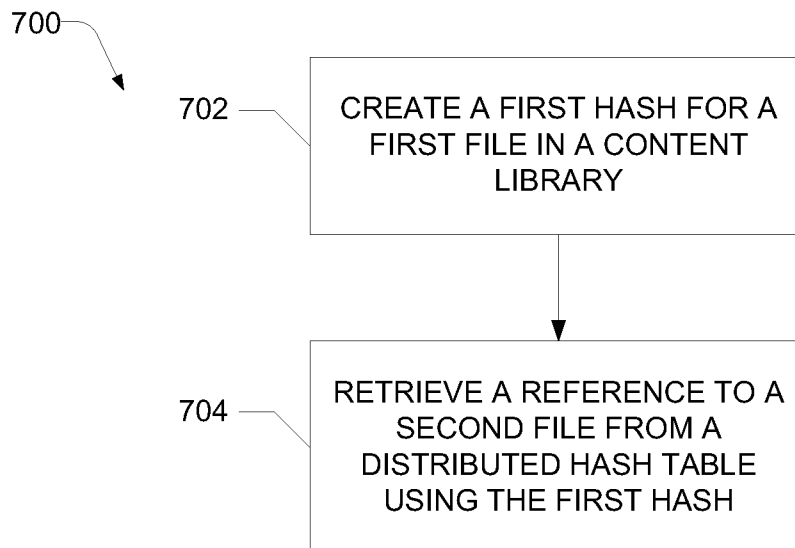 700
702
CREATE A FIRST HASH FOR A
FIRST FILE IN A CONTENT
LIBRARY
704
RETRIEVE A REFERENCE TO A
SECOND FILE FROM A
DISTRIBUTED HASH TABLE
USING THE FIRST HASH